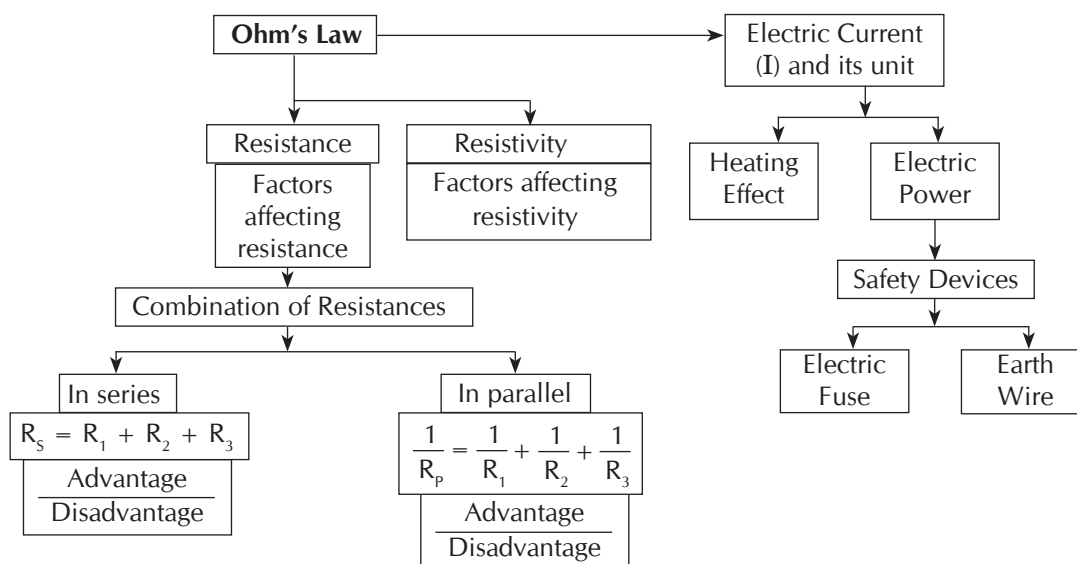 Ohm's Law
Electric Current
(I) and its unit
Resistance
Factors
affecting
resistance
Resistivity
Factors affecting
resistivity
Heating
Effect
Electric
Power
Safety Devices
Electric
Fuse
Earth
Wire
Combination of Resistances
In series
R_S = R_1 + R_2 + R_3
Advantage
Disadvantage
In parallel
1/R_P = 1/R_1 + 1/R_2 + 1/R_3
Advantage
Disadvantage